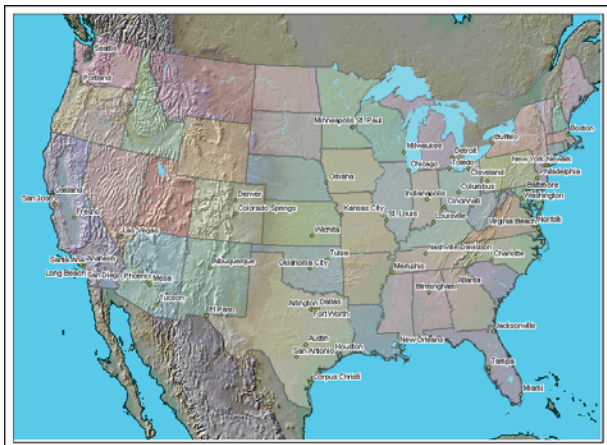 Seattle
Portland
Minneapolis St. Paul
Milwaukee
Detroit
Buffalo
Boston
Chicago
Toledo
Cleveland
New York Newark
Philadelphia
Omaha
Indianapolis
Columbus
Baltimore
Washington
Oakland
San Jose
Denver
Colorado Springs
Kansas City
St. Louis
Cincinnati
Louisville
Fresno
Virginia Beach
Norfolk
Las Vegas
Wichita
Tulsa
Nashville-Davidson
Charlotte
Santa Ana
Anaheim
Long Beach
San Diego
Phoenix
Mesa
Albuquerque
Oklahoma City
Memphis
Atlanta
Tucson
Birmingham
El Paso
Arlington
Dallas
Fort Worth
Jacksonville
Austin
Houston
New Orleans
San Antonio
Tampa
Corpus Christi
Miami